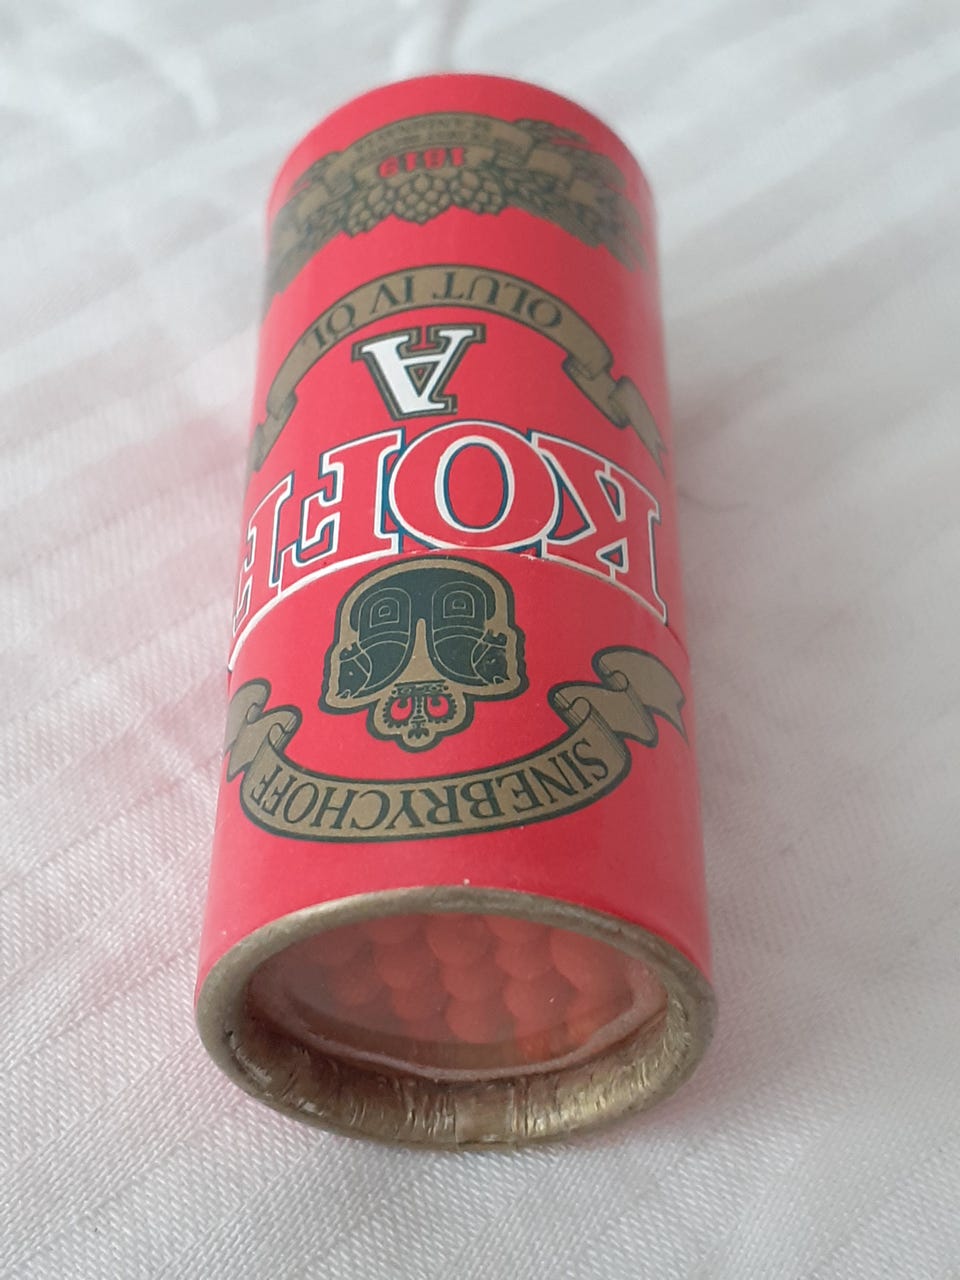 SINEBRYCHOFF
KOFF
A
OLUT IV ÖL
1819